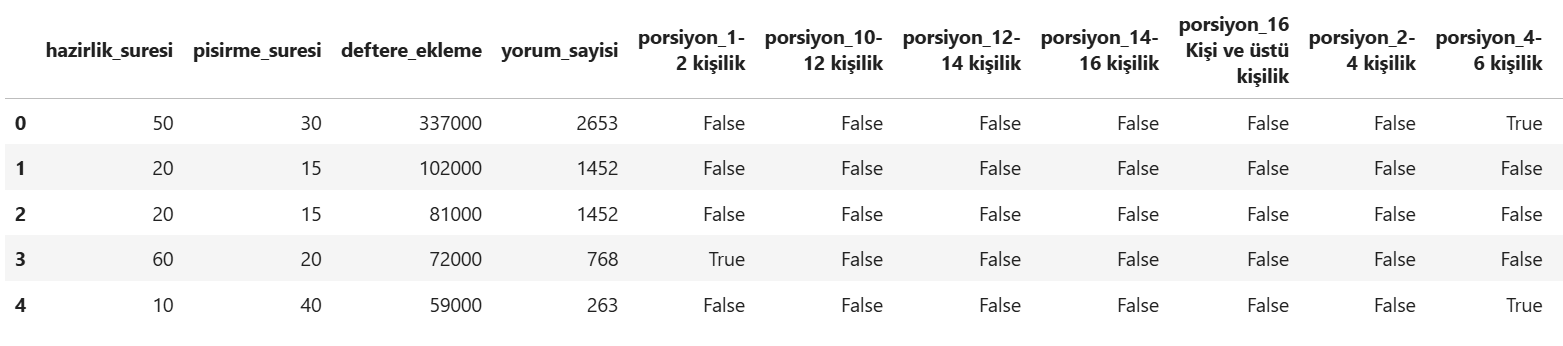 hazirlik_suresi pisirme_suresi deftere_ekleme yorum_sayisi porsiyon_1-2 kişilik porsiyon_10-12 kişilik porsiyon_12-14 kişilik porsiyon_14-16 kişilik porsiyon_16 Kişi ve üstü kişilik porsiyon_2-4 kişilik porsiyon_4-6 kişilik
0 50 30 337000 2653 False False False False False False True
1 20 15 102000 1452 False False False False False False False
2 20 15 81000 1452 False False False False False False False
3 60 20 72000 768 True False False False False False False
4 10 40 59000 263 False False False False False False True